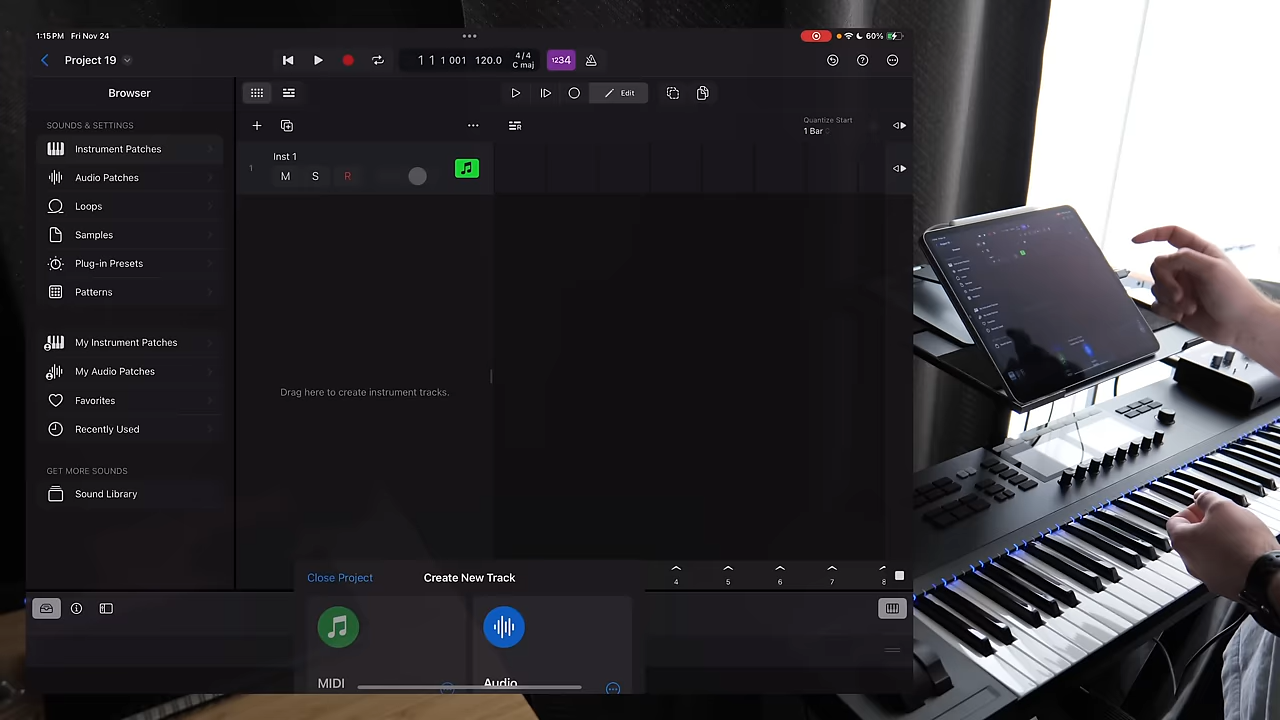 1:15PM Fri Nov 24
60%
Project 19
1 1 1 001 120.0 4/4 C maj 1234
Browser
Edit
SOUNDS & SETTINGS
Instrument Patches
Audio Patches
Loops
Samples
Plug-in Presets
Patterns
My Instrument Patches
My Audio Patches
Favorites
Recently Used
GET MORE SOUNDS
Sound Library
Quantize Start
1 Bar
1
Inst 1
M S R
Drag here to create instrument tracks.
4 5 6 7 8
Close Project
Create New Track
MIDI
Audio